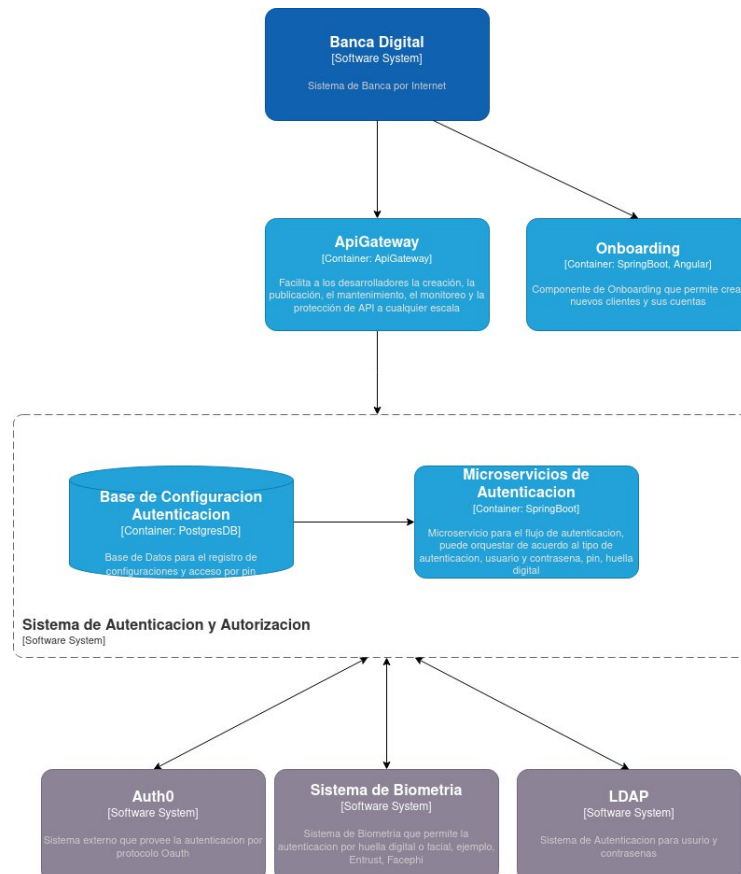 Banca Digital
[Software System]
Sistema de Banca por Internet
ApiGateway
[Container: ApiGateway]
Facilita a los desarrolladores la creación, la
publicación, el mantenimiento, el monitoreo y la
protección de API a cualquier escala
Onboarding
[Container: SpringBoot, Angular]
Componente de Onboarding que permite crea
nuevos clientes y sus cuentas
Base de Configuracion
Autenticacion
[Container: PostgresDB]
Base de Datos para el registro de
configuraciones y acceso por pin
Microservicios de
Autenticacion
[Container: SpringBoot]
Microservicio para el flujo de autenticacion,
puede orquestar de acuerdo al tipo de
autenticacion, usuario y contrasena, pin, huella
digital
Sistema de Autenticacion y Autorizacion
[Software System]
Auth0
[Software System]
Sistema externo que provee la autenticacion por
protocolo Oauth
Sistema de Biometria
[Software System]
Sistema de Biometria que permite la
autenticacion por huella digital o facial, ejemplo,
Entrust, Facephi
LDAP
[Software System]
Sistema de Autenticacion para usurio y
contrasenas